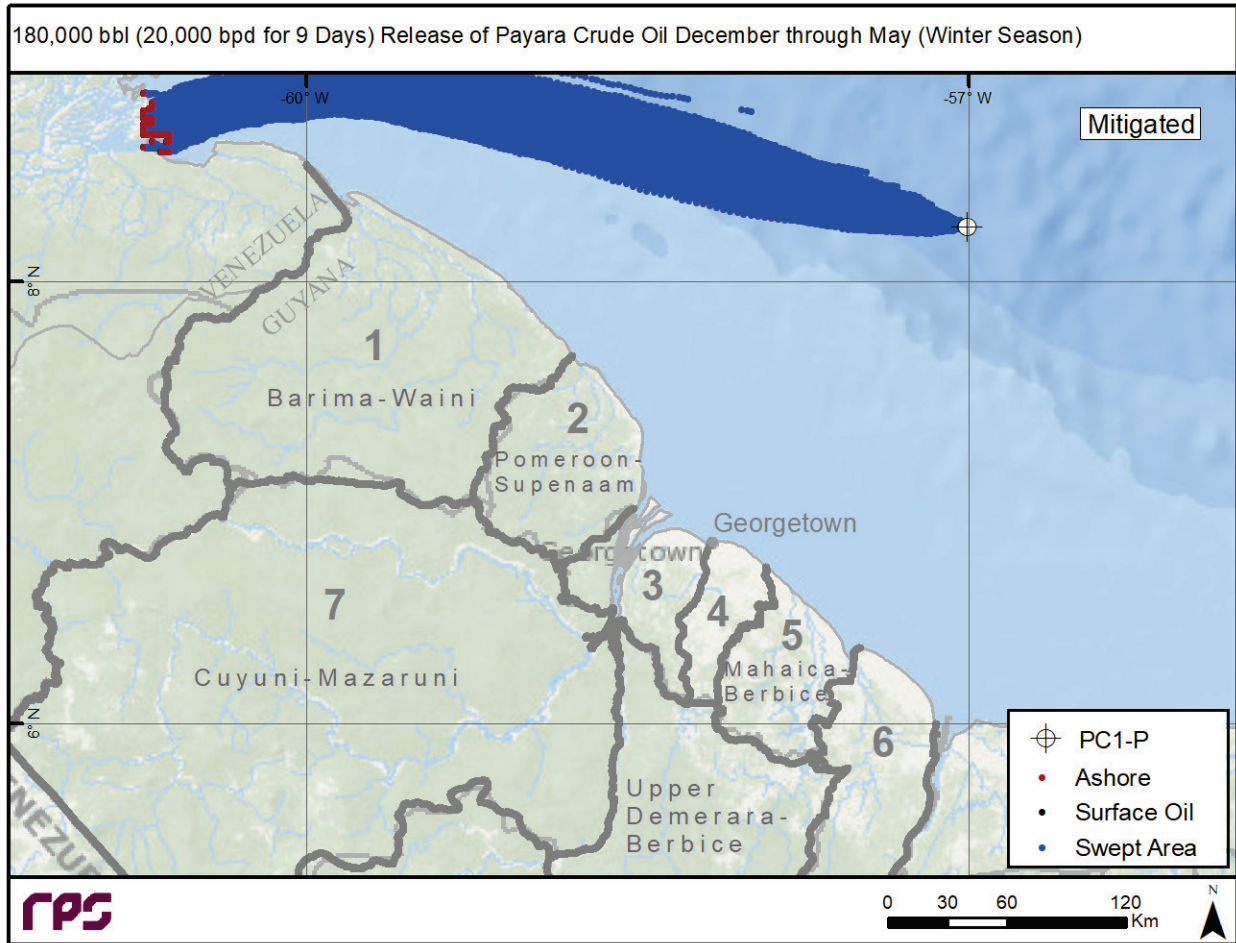 180,000 bbl (20,000 bpd for 9 Days) Release of Payara Crude Oil December through May (Winter Season)
-60° W
-57° W
Mitigated
VENEZUELA
GUYANA
8° N
1
Barima-Waini
2
Pomeroon-
Supenaam
Georgetown
Georgetown
3
4
5
7
Mahaica-
Berbice
Cuyuni-Mazaruni
6° N
6
Upper
Demerara-
Berbice
NEZUE
PC1-P
Ashore
Surface Oil
Swept Area
rps
0 30 60 120
Km
N